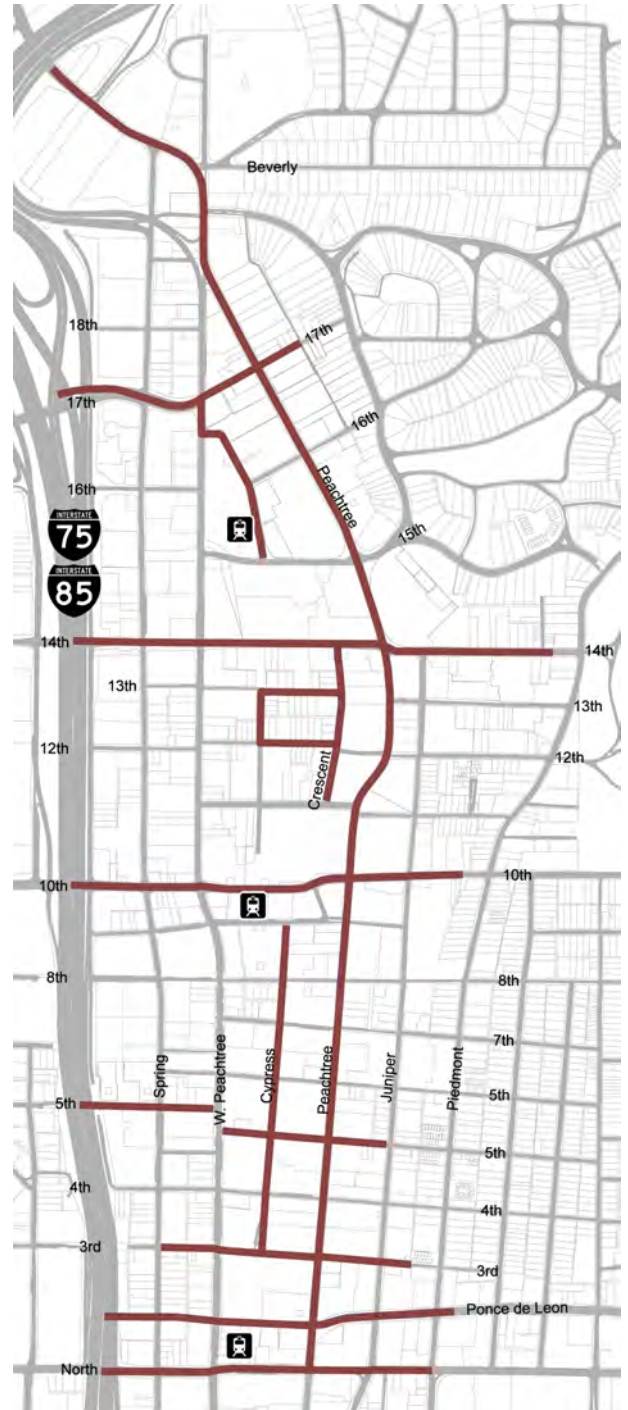 Beverly
18th
17th
17th
16th
Peachtree
16th
INTERSTATE
75
15th
INTERSTATE
85
14th
14th
13th
13th
12th
12th
Crescent
10th
10th
8th
8th
7th
Spring
W. Peachtree
Cypress
Peachtree
Juniper
Piedmont
6th
5th
5th
4th
4th
3rd
3rd
Ponce de Leon
North